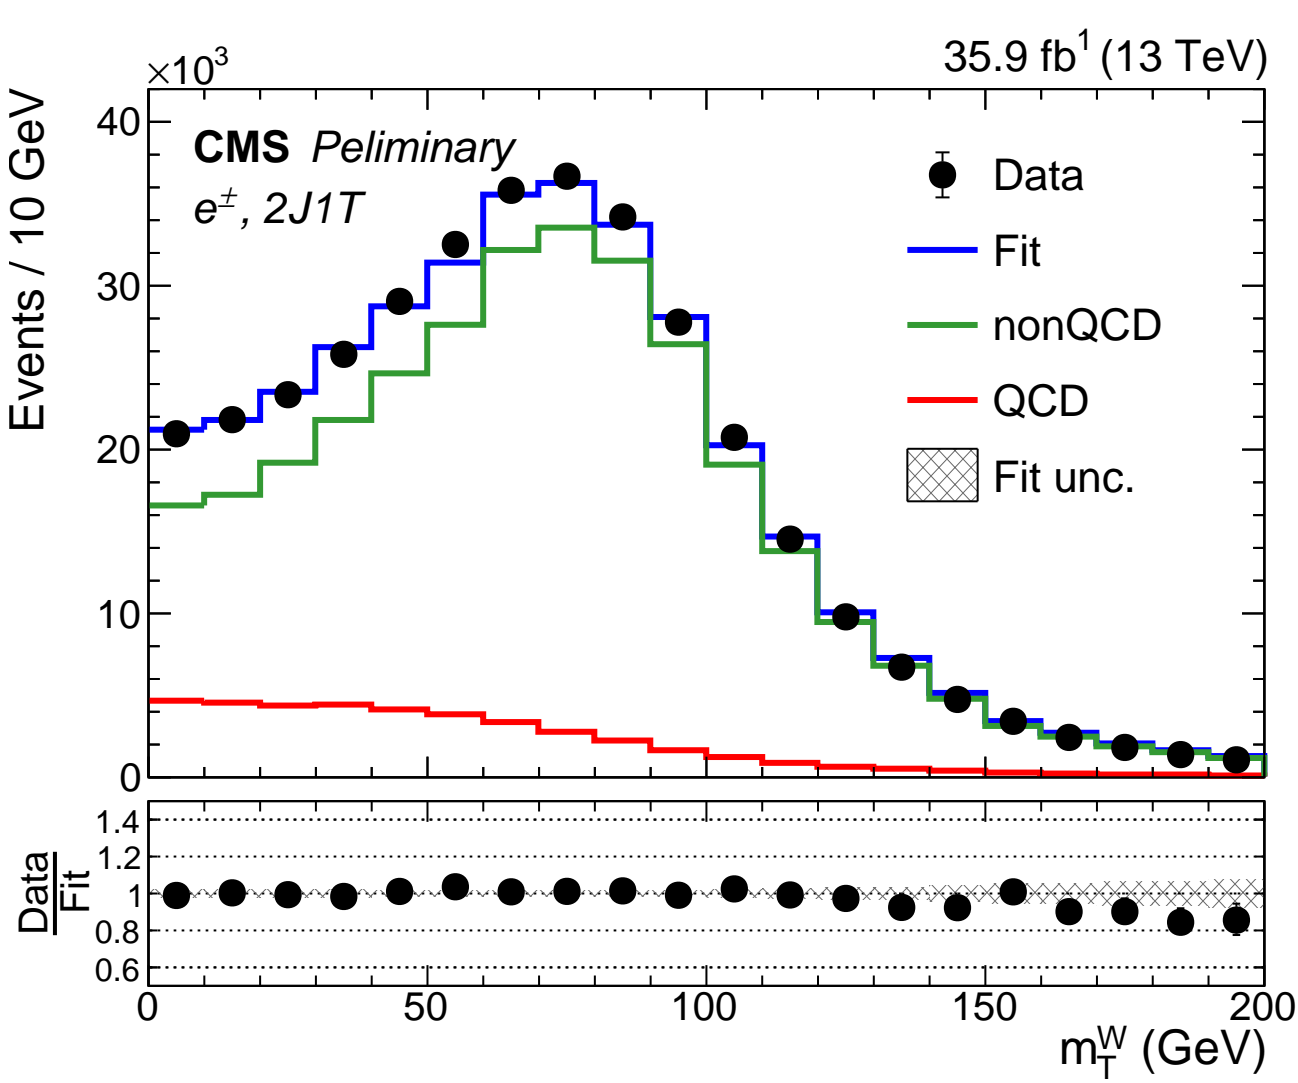 35.9 fb¹ (13 TeV)
×10³
CMS Peliminary
e±, 2J1T
Events / 10 GeV
40
30
20
10
0
Data
Fit
nonQCD
QCD
Fit unc.
Data
Fit
1.4
1.2
1
0.8
0.6
0 50 100 150 200
m_T^W (GeV)